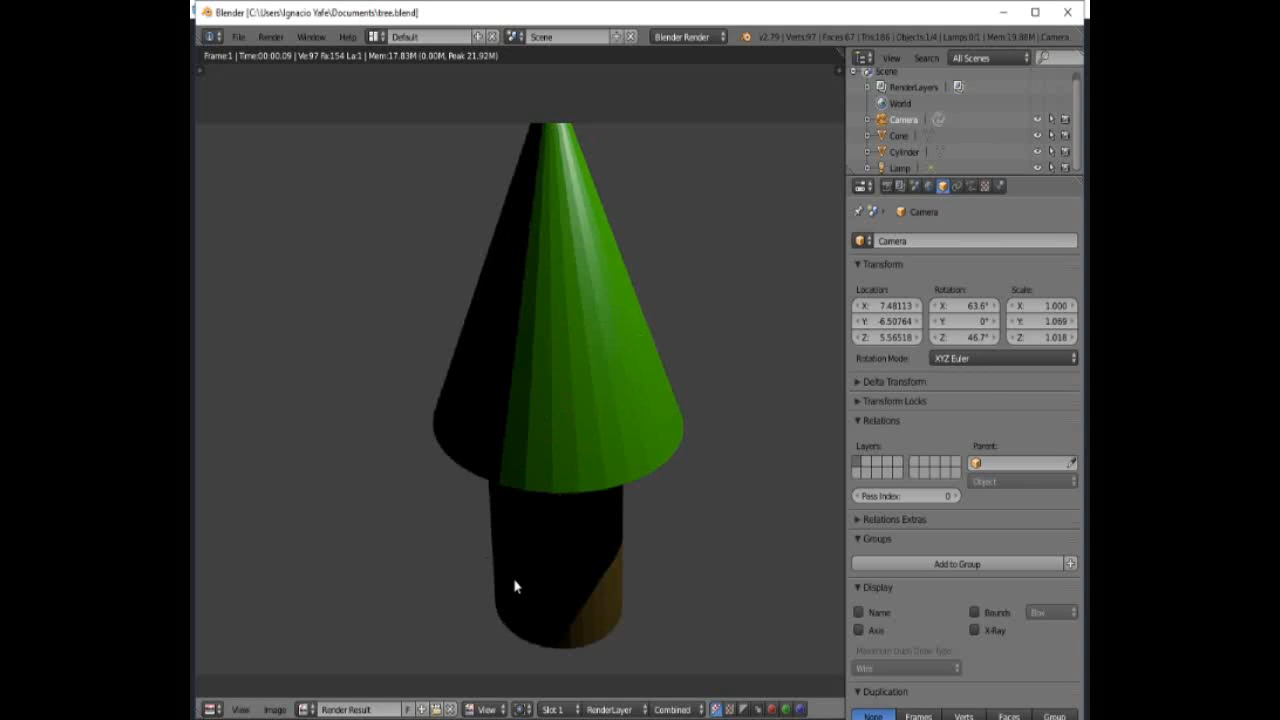 Blender [C:\Users\Ignacio Yafe\Documents\tree.blend]
File Render Window Help Default Scene Blender Render v2.79 | Verts:97 | Faces:67 | Tris:186 | Objects:1/4 | Lamps:0/1 | Mem:19.88M | Camera
Frame:1 | Time:00:00.09 | Ve:97 Fa:154 La:1 | Mem:17.83M (0.00M, Peak 21.92M)
View Search All Scenes
Scene
RenderLayers
World
Camera
Cone
Cylinder
Lamp
Camera
Camera
Transform
Location: Rotation: Scale:
X: 7.48113 X: 63.6° X: 1.000
Y: -6.50764 Y: 0° Y: 1.069
Z: 5.56518 Z: 46.7° Z: 1.018
Rotation Mode: XYZ Euler
Delta Transform
Transform Locks
Relations
Layers: Parent:
Object
Pass Index: 0
Relations Extras
Groups
Add to Group
Display
Name Bounds Box
Axis X-Ray
Maximum Draw Type:
Wire
Duplication
None Frames Verts Faces Group
View Image Render Result F View Slot 1 RenderLayer Combined